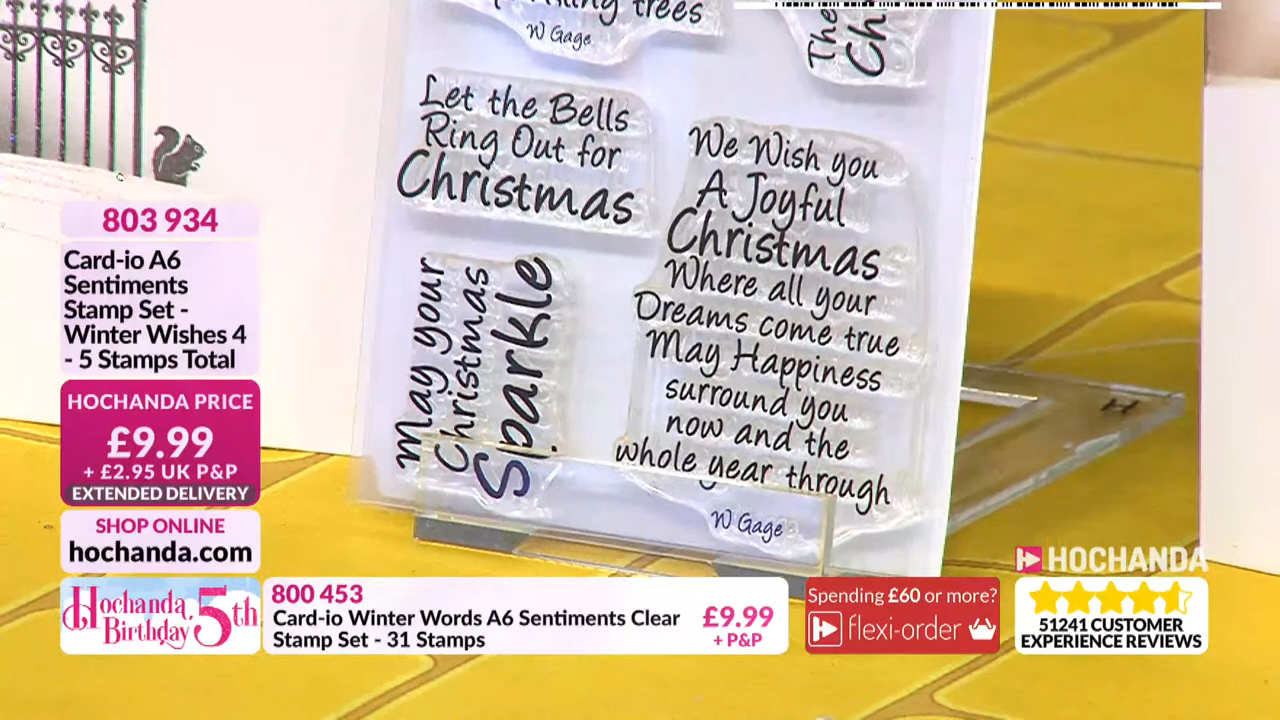 trees
W Gage
The
Ch
Let the Bells
Ring Out for
Christmas
We Wish you
A Joyful
Christmas
Where all your
Dreams come true
May Happiness
surround you
now and the
whole year through
W Gage
May your
Christmas
Sparkle
H
803 934
Card-io A6
Sentiments
Stamp Set -
Winter Wishes 4
- 5 Stamps Total
HOCHANDA PRICE
£9.99
+ £2.95 UK P&P
EXTENDED DELIVERY
SHOP ONLINE
hochanda.com
HOCHANDA
Hochanda
Birthday 5th
800 453
Card-io Winter Words A6 Sentiments Clear
Stamp Set - 31 Stamps
£9.99
+ P&P
Spending £60 or more?
flexi-order
51241 CUSTOMER
EXPERIENCE REVIEWS